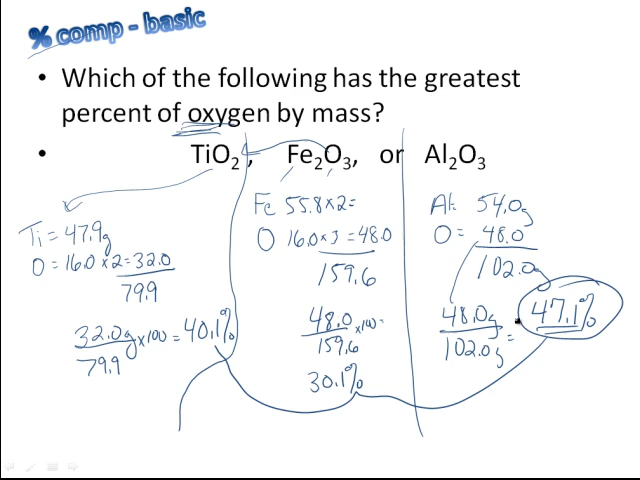 % comp - basic
• Which of the following has the greatest
percent of oxygen by mass?
• TiO₂, Fe₂O₃, or Al₂O₃
Ti = 47.9g
O = 16.0 × 2 = 32.0
79.9
32.0g × 100 = 40.1%
79.9
Fe 55.8 × 2 =
O 16.0 × 3 = 48.0
159.6
48.0 × 100 =
159.6
30.1%
Al: 54.0g
O = 48.0
102.0g
48.0g = 47.1%
102.0g